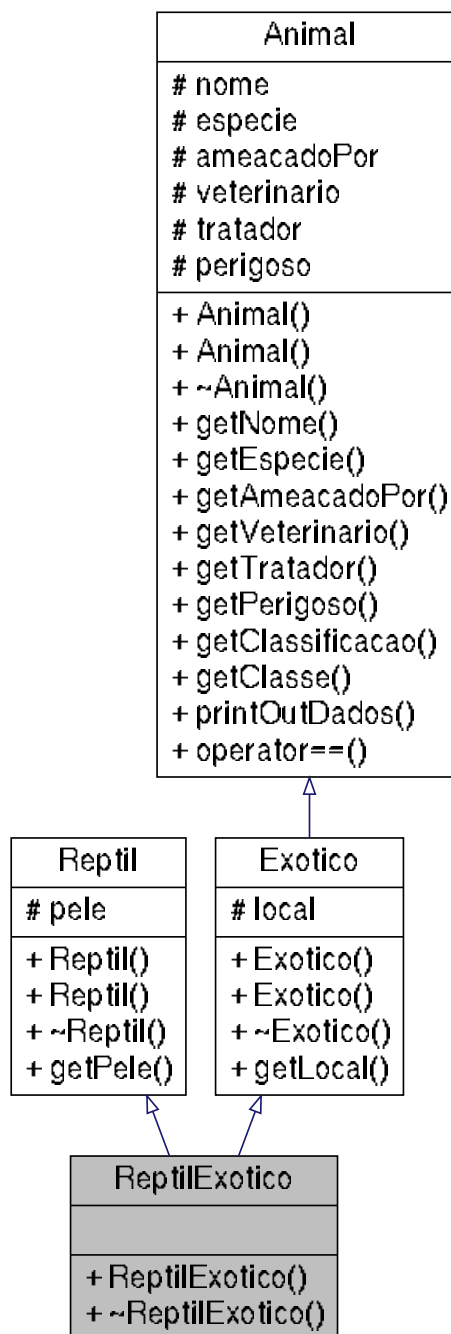 Animal
# nome
# especie
# ameacadoPor
# veterinario
# tratador
# perigoso
+ Animal()
+ Animal()
+ ~Animal()
+ getNome()
+ getEspecie()
+ getAmeacadoPor()
+ getVeterinario()
+ getTratador()
+ getPerigoso()
+ getClassificacao()
+ getClasse()
+ printOutDados()
+ operator==()
Reptil
# pele
+ Reptil()
+ Reptil()
+ ~Reptil()
+ getPele()
Exotico
# local
+ Exotico()
+ Exotico()
+ ~Exotico()
+ getLocal()
ReptilExotico
+ ReptilExotico()
+ ~ReptilExotico()